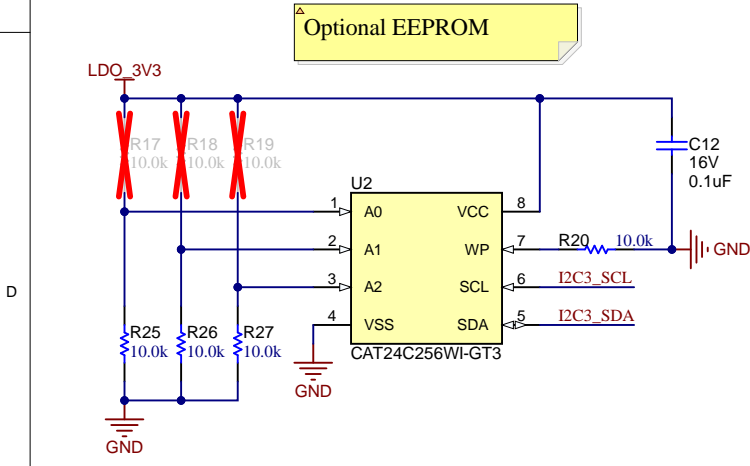 Optional EEPROM
LDO_3V3
R17
10.0k
R18
10.0k
R19
10.0k
C12
16V
0.1uF
U2
1
A0
VCC
8
2
A1
WP
7
R20
10.0k
GND
3
A2
SCL
6
I2C3_SCL
4
VSS
SDA
5
I2C3_SDA
CAT24C256WI-GT3
R25
10.0k
R26
10.0k
R27
10.0k
GND
GND
D